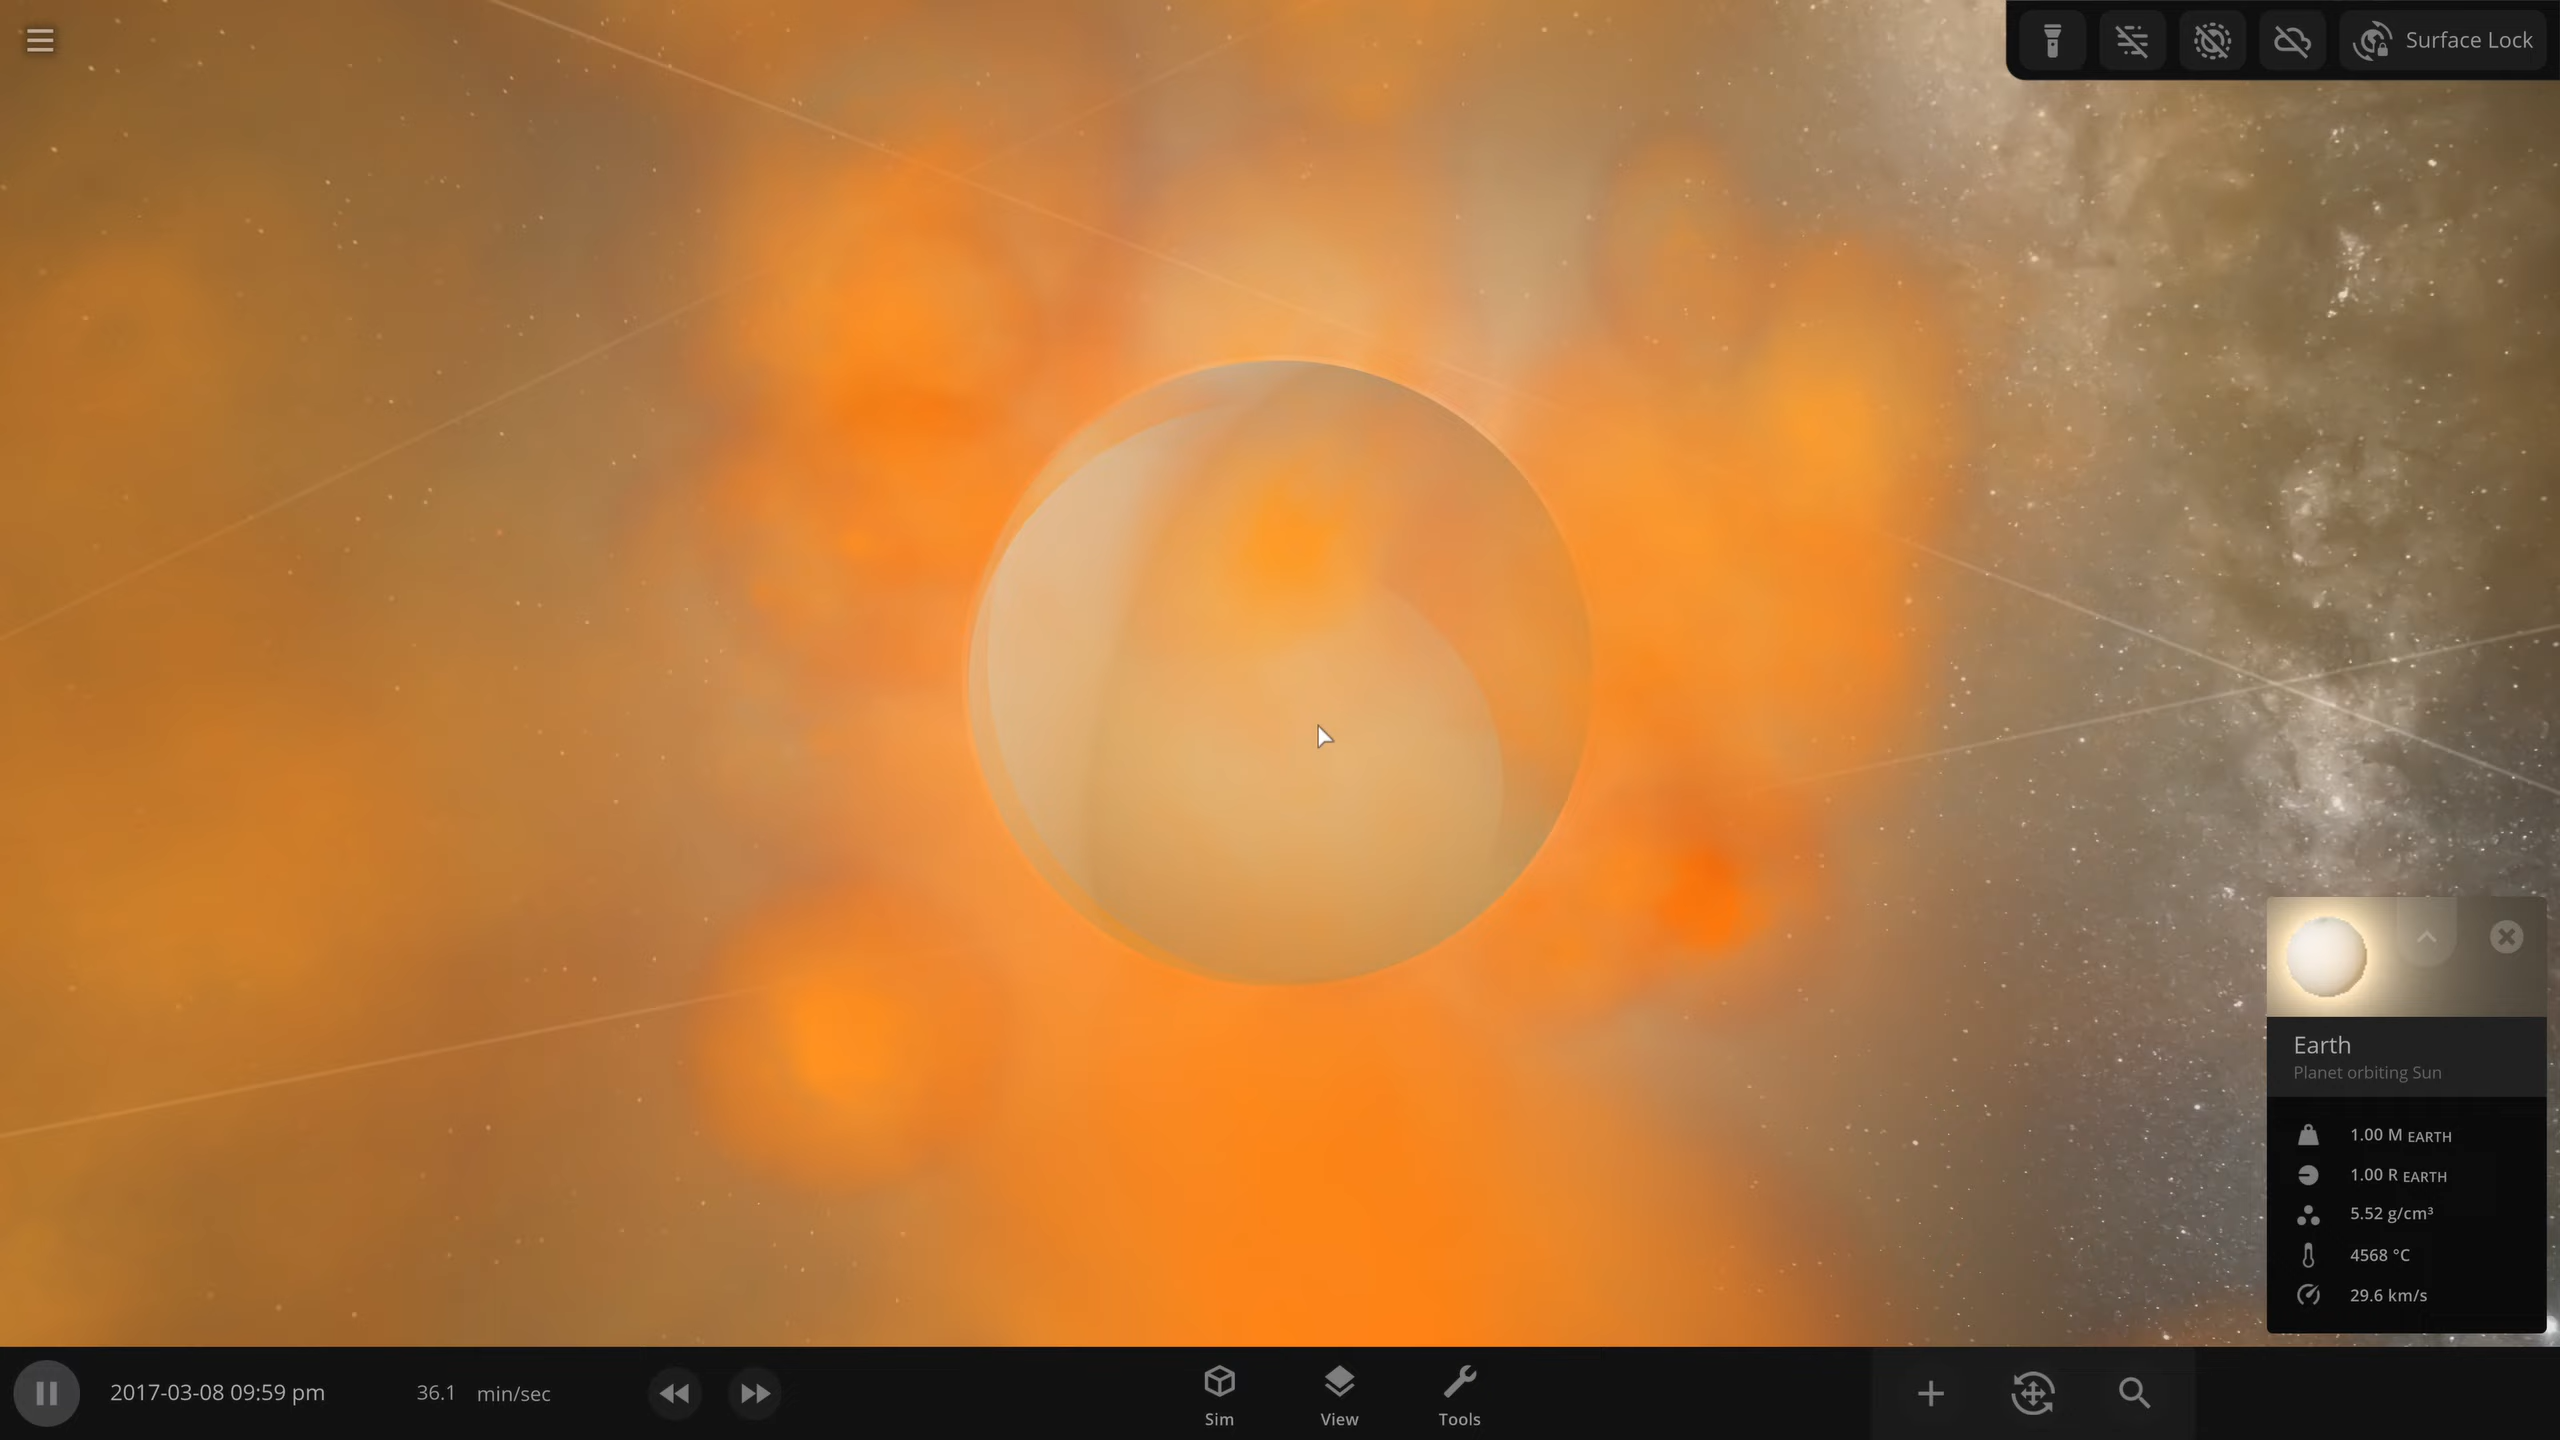 Surface Lock
Earth
Planet orbiting Sun
1.00 M EARTH
1.00 R EARTH
5.52 g/cm³
4568 °C
29.6 km/s
2017-03-08 09:59 pm
36.1 min/sec
Sim
View
Tools